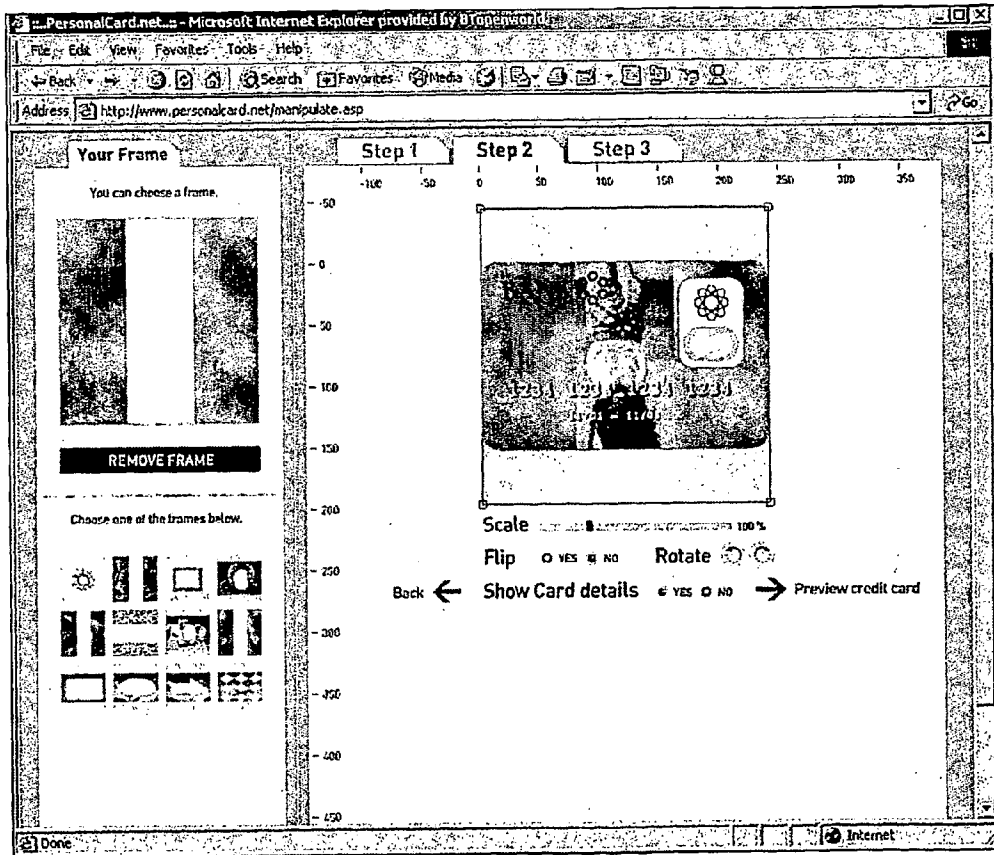 ::..PersonalCard.net..:: - Microsoft Internet Explorer provided by BTopenworld
File Edit View Favorites Tools Help
Back Search Favorites Media
Address http://www.personalcard.net/manipulate.asp Go
Your Frame
You can choose a frame.
REMOVE FRAME
Choose one of the frames below.
Step 1 Step 2 Step 3
-100 -50 0 50 100 150 200 250 300 350
-50
0
50
100
150
200
250
300
350
400
450
1234 1234 1234 1234
Scale 100 %
Flip YES NO Rotate
Back Show Card details YES NO Preview credit card
Done Internet